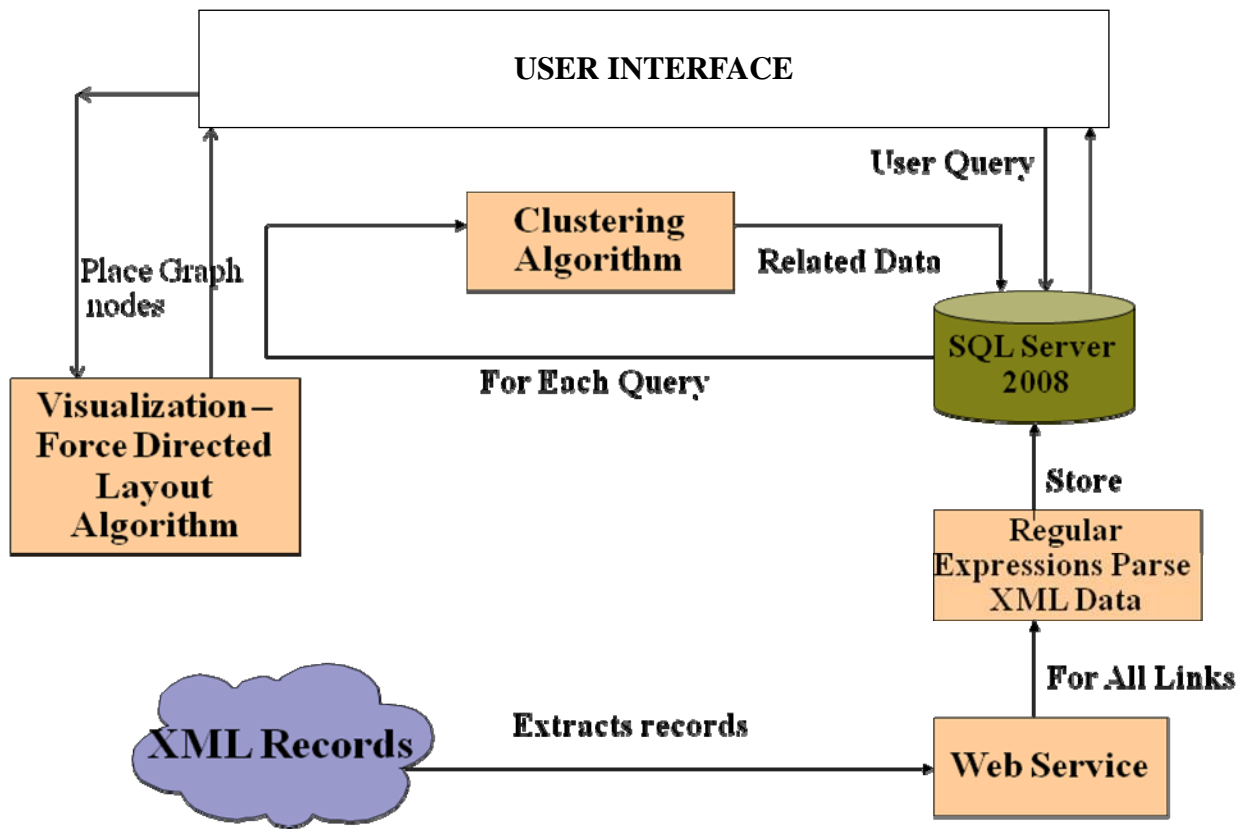 USER INTERFACE
User Query
Clustering
Algorithm
Related Data
Place Graph
nodes
SQL Server
2008
For Each Query
Visualization –
Force Directed
Layout
Algorithm
Store
Regular
Expressions Parse
XML Data
For All Links
Extracts records
XML Records
Web Service